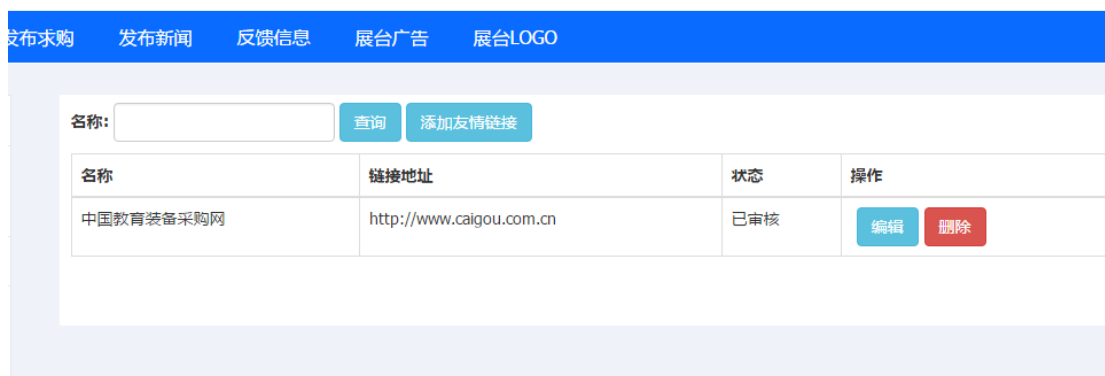 发布求购 发布新闻 反馈信息 展台广告 展台LOGO
名称: 查询 添加友情链接
名称 链接地址 状态 操作
中国教育装备采购网 http://www.caigou.com.cn 已审核 编辑 删除